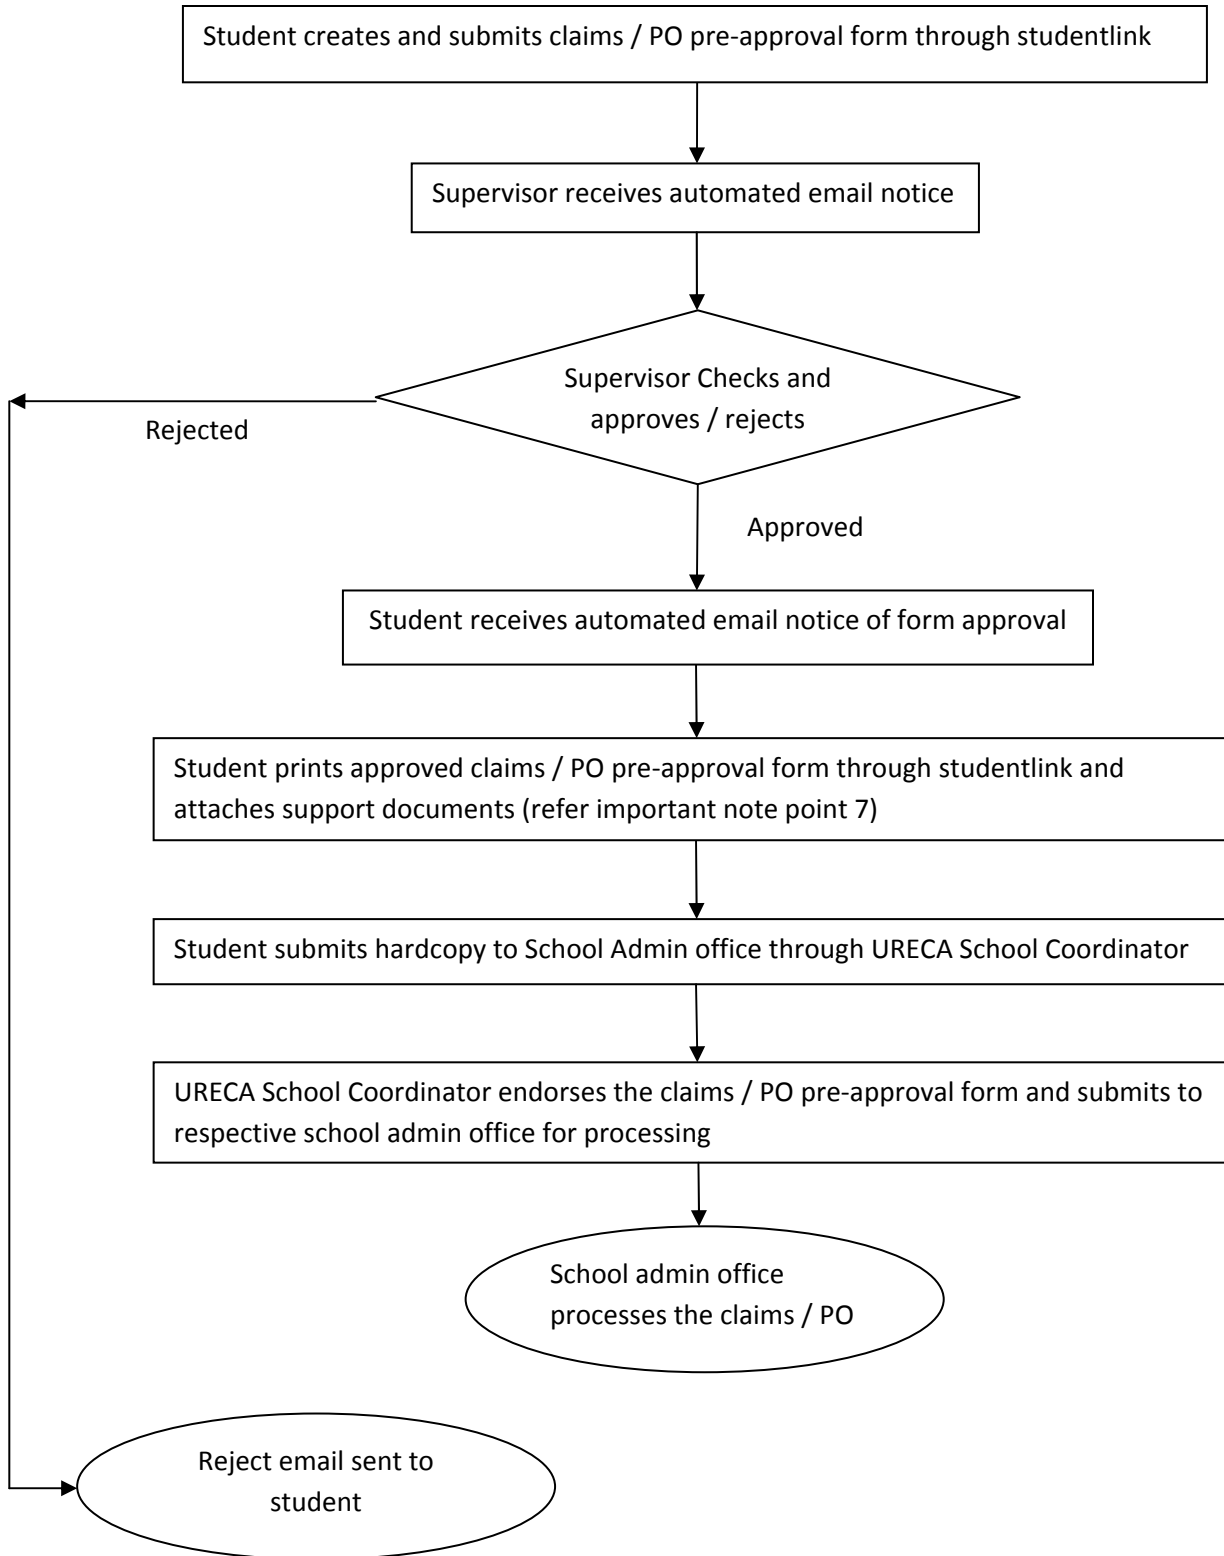 Student creates and submits claims / PO pre-approval form through studentlink
Supervisor receives automated email notice
Supervisor Checks and
approves / rejects
Rejected
Approved
Student receives automated email notice of form approval
Student prints approved claims / PO pre-approval form through studentlink and
attaches support documents (refer important note point 7)
Student submits hardcopy to School Admin office through URECA School Coordinator
URECA School Coordinator endorses the claims / PO pre-approval form and submits to
respective school admin office for processing
School admin office
processes the claims / PO
Reject email sent to
student